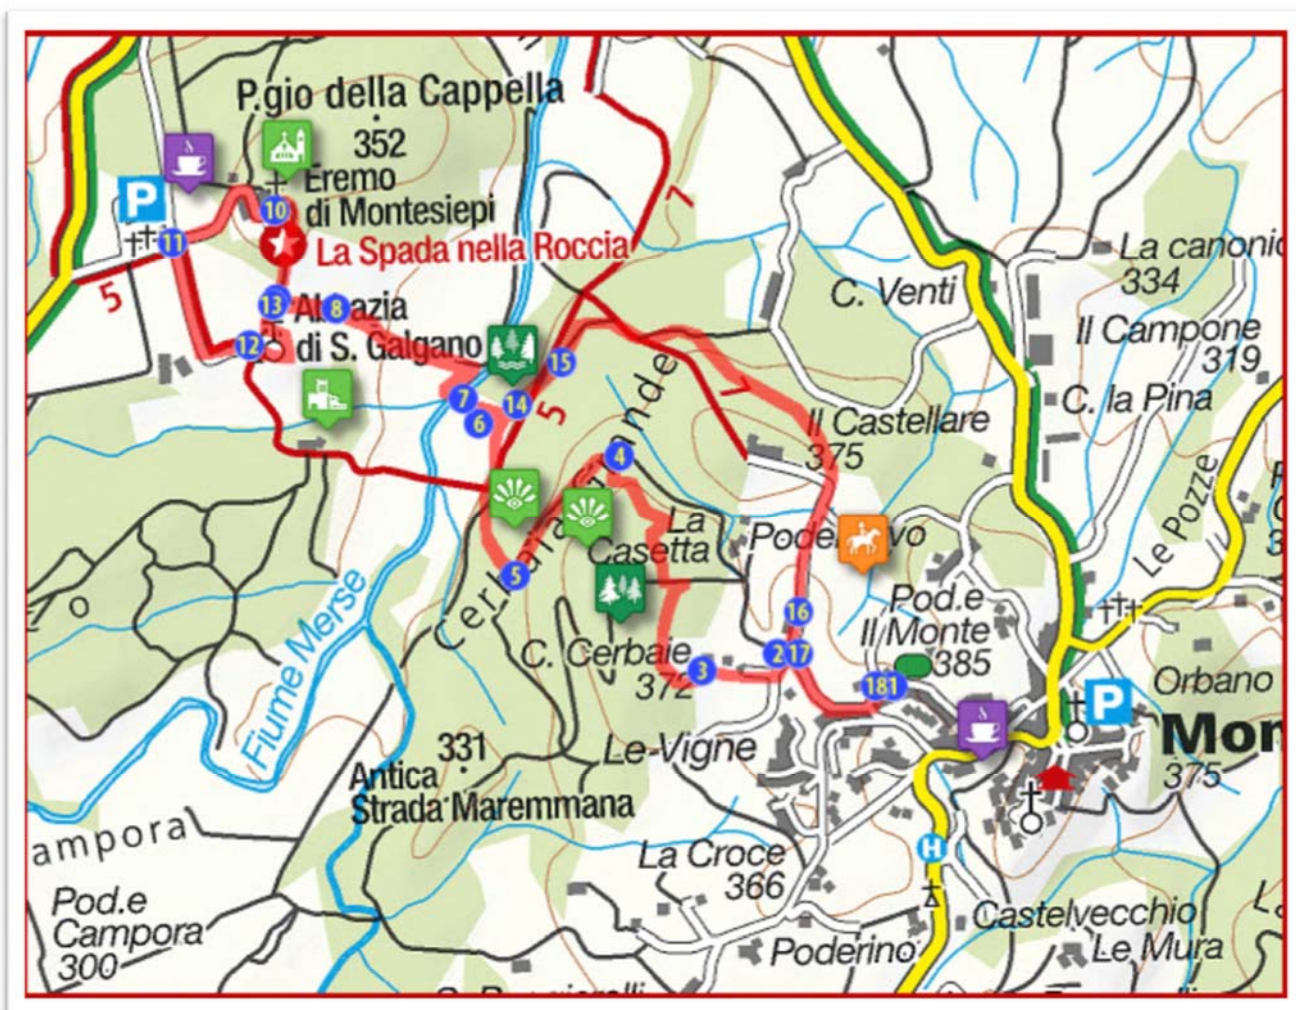 P.gio della Cappella
352
Eremo
di Montesiepi
La Spada nella Roccia
P
10
11
5
13
8
12
di S. Galgano
7
6
14
15
5
7
7
4
5
C. Venti
La canonic
334
Il Campone
319
C. la Pina
Il Castellare
375
Le Pozze
La
Casetta
16
2
17
3
181
C. Cerbaie
372
Pod.e
Il Monte
385
Fiume Merse
o
331
Antica
Strada Maremmana
Le Vigne
P
Orbano
Mon
375
H
La Croce
366
ampora
Pod.e
Campora
300
Castelvecchio
Le Mura
Poderino